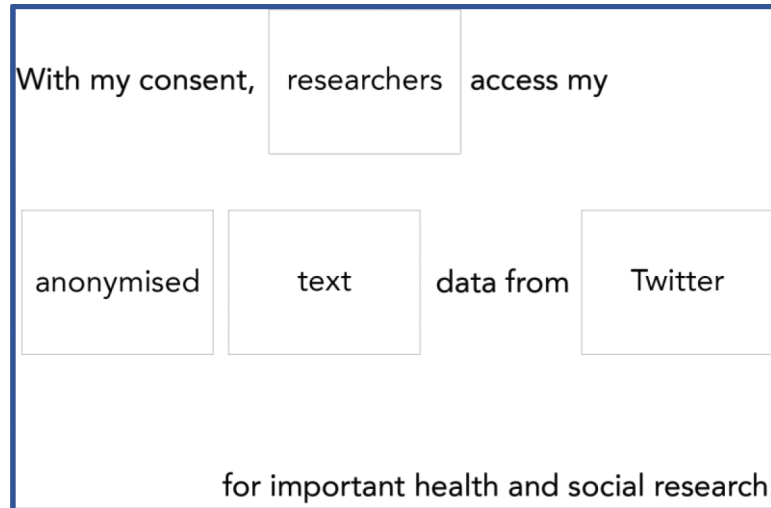 With my consent, researchers access my
anonymised text data from Twitter
for important health and social research